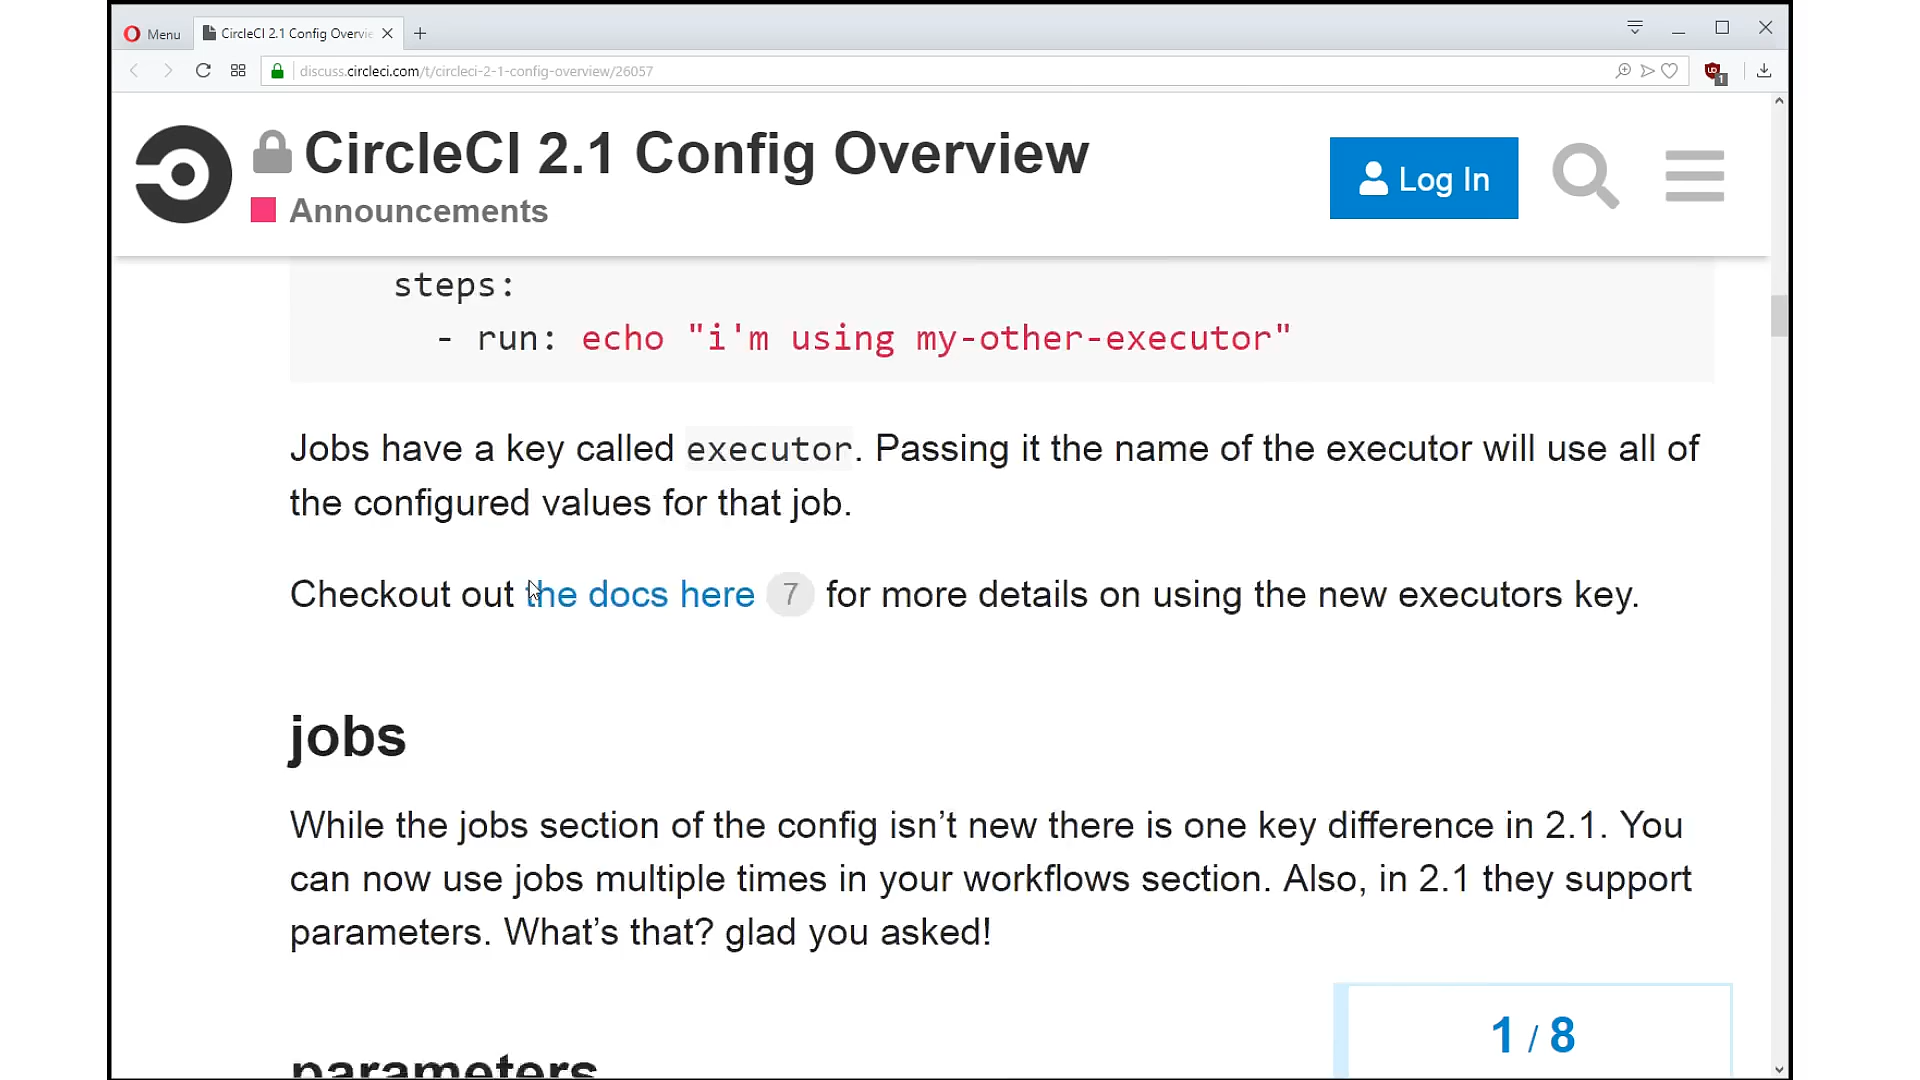 Menu
CircleCI 2.1 Config Overvie
discuss.circleci.com/t/circleci-2-1-config-overview/26057
1
CircleCI 2.1 Config Overview
Announcements
Log In
steps:
- run: echo "i'm using my-other-executor"
Jobs have a key called executor. Passing it the name of the executor will use all of
the configured values for that job.
Checkout out the docs here 7 for more details on using the new executors key.
jobs
While the jobs section of the config isn’t new there is one key difference in 2.1. You
can now use jobs multiple times in your workflows section. Also, in 2.1 they support
parameters. What’s that? glad you asked!
parameters
1 / 8